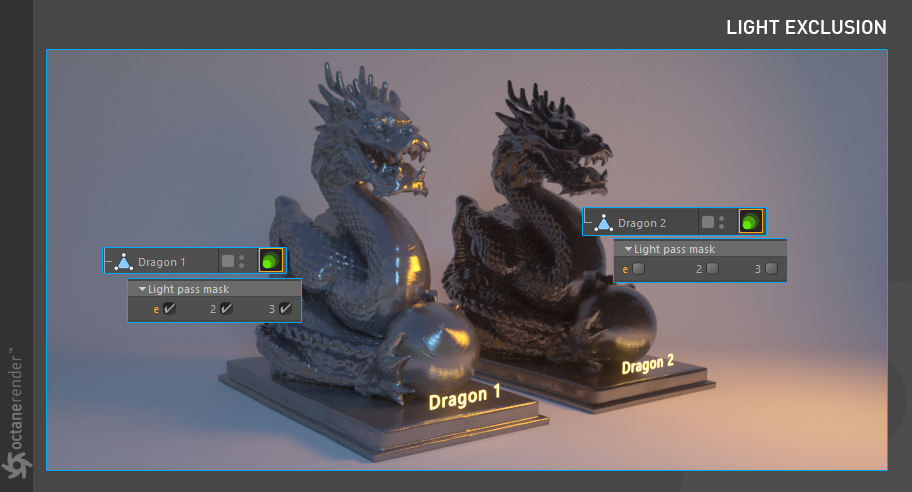 LIGHT EXCLUSION
Dragon 2
Light pass mask
e 2 3
Dragon 1
Light pass mask
e 2 3
Dragon 2
Dragon 1
octanerender™